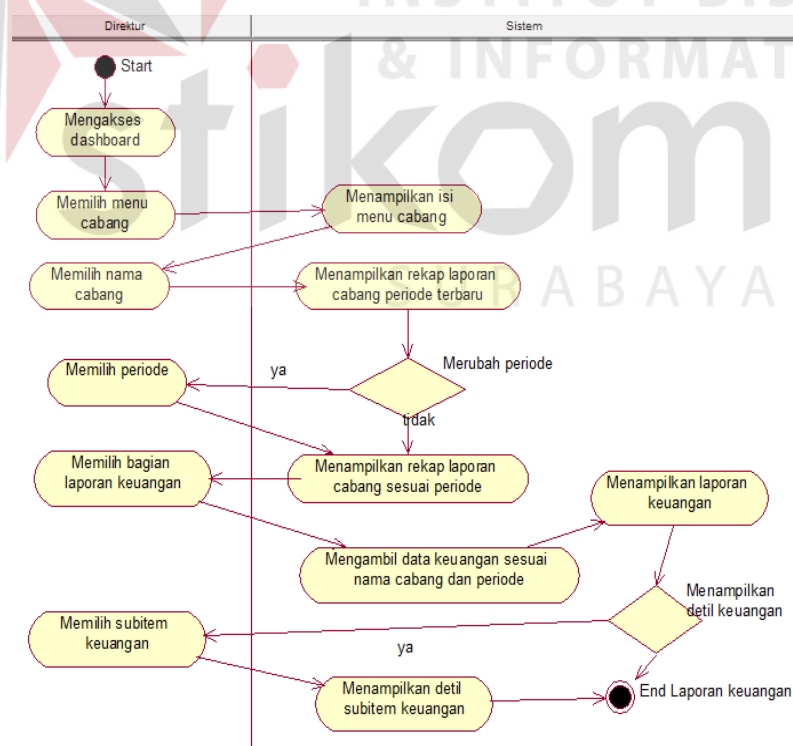 INSTITUT BIS
& INFORMAT
stikom
SURABAYA
Direktur
Sistem
Start
Mengakses
dashboard
Memilih menu
cabang
Menampilkan isi
menu cabang
Memilih nama
cabang
Menampilkan rekap laporan
cabang periode terbaru
Merubah periode
ya
Memilih periode
tidak
Menampilkan rekap laporan
cabang sesuai periode
Memilih bagian
laporan keuangan
Menampilkan laporan
keuangan
Mengambil data keuangan sesuai
nama cabang dan periode
Menampilkan
detil keuangan
Memilih subitem
keuangan
ya
Menampilkan detil
subitem keuangan
End Laporan keuangan